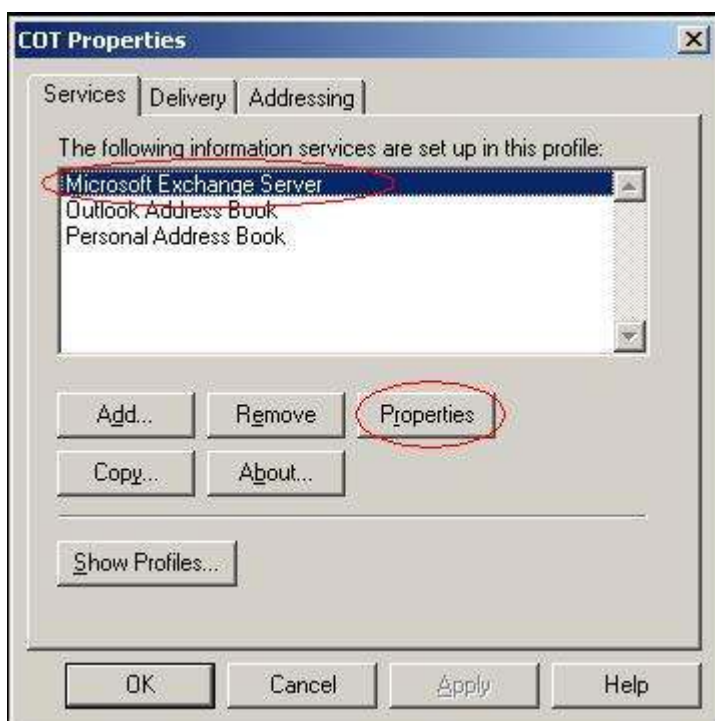 COT Properties
Services Delivery Addressing
The following information services are set up in this profile:
Microsoft Exchange Server
Outlook Address Book
Personal Address Book
Add... Remove Properties
Copy... About...
Show Profiles...
OK Cancel Apply Help